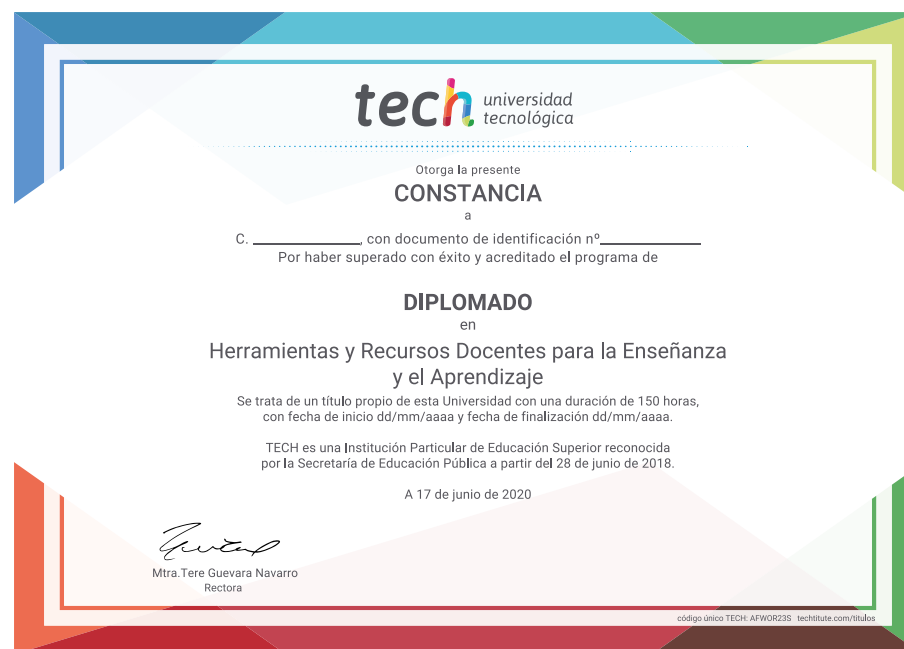 tech universidad
tecnológica
Otorga la presente
CONSTANCIA
a
C. ______________, con documento de identificación nº_____________
Por haber superado con éxito y acreditado el programa de
DIPLOMADO
en
Herramientas y Recursos Docentes para la Enseñanza
y el Aprendizaje
Se trata de un título propio de esta Universidad con una duración de 150 horas,
con fecha de inicio dd/mm/aaaa y fecha de finalización dd/mm/aaaa.
TECH es una Institución Particular de Educación Superior reconocida
por la Secretaría de Educación Pública a partir del 28 de junio de 2018.
A 17 de junio de 2020
Mtra.Tere Guevara Navarro
Rectora
código único TECH: AFWOR23S techtitute.com/titulos